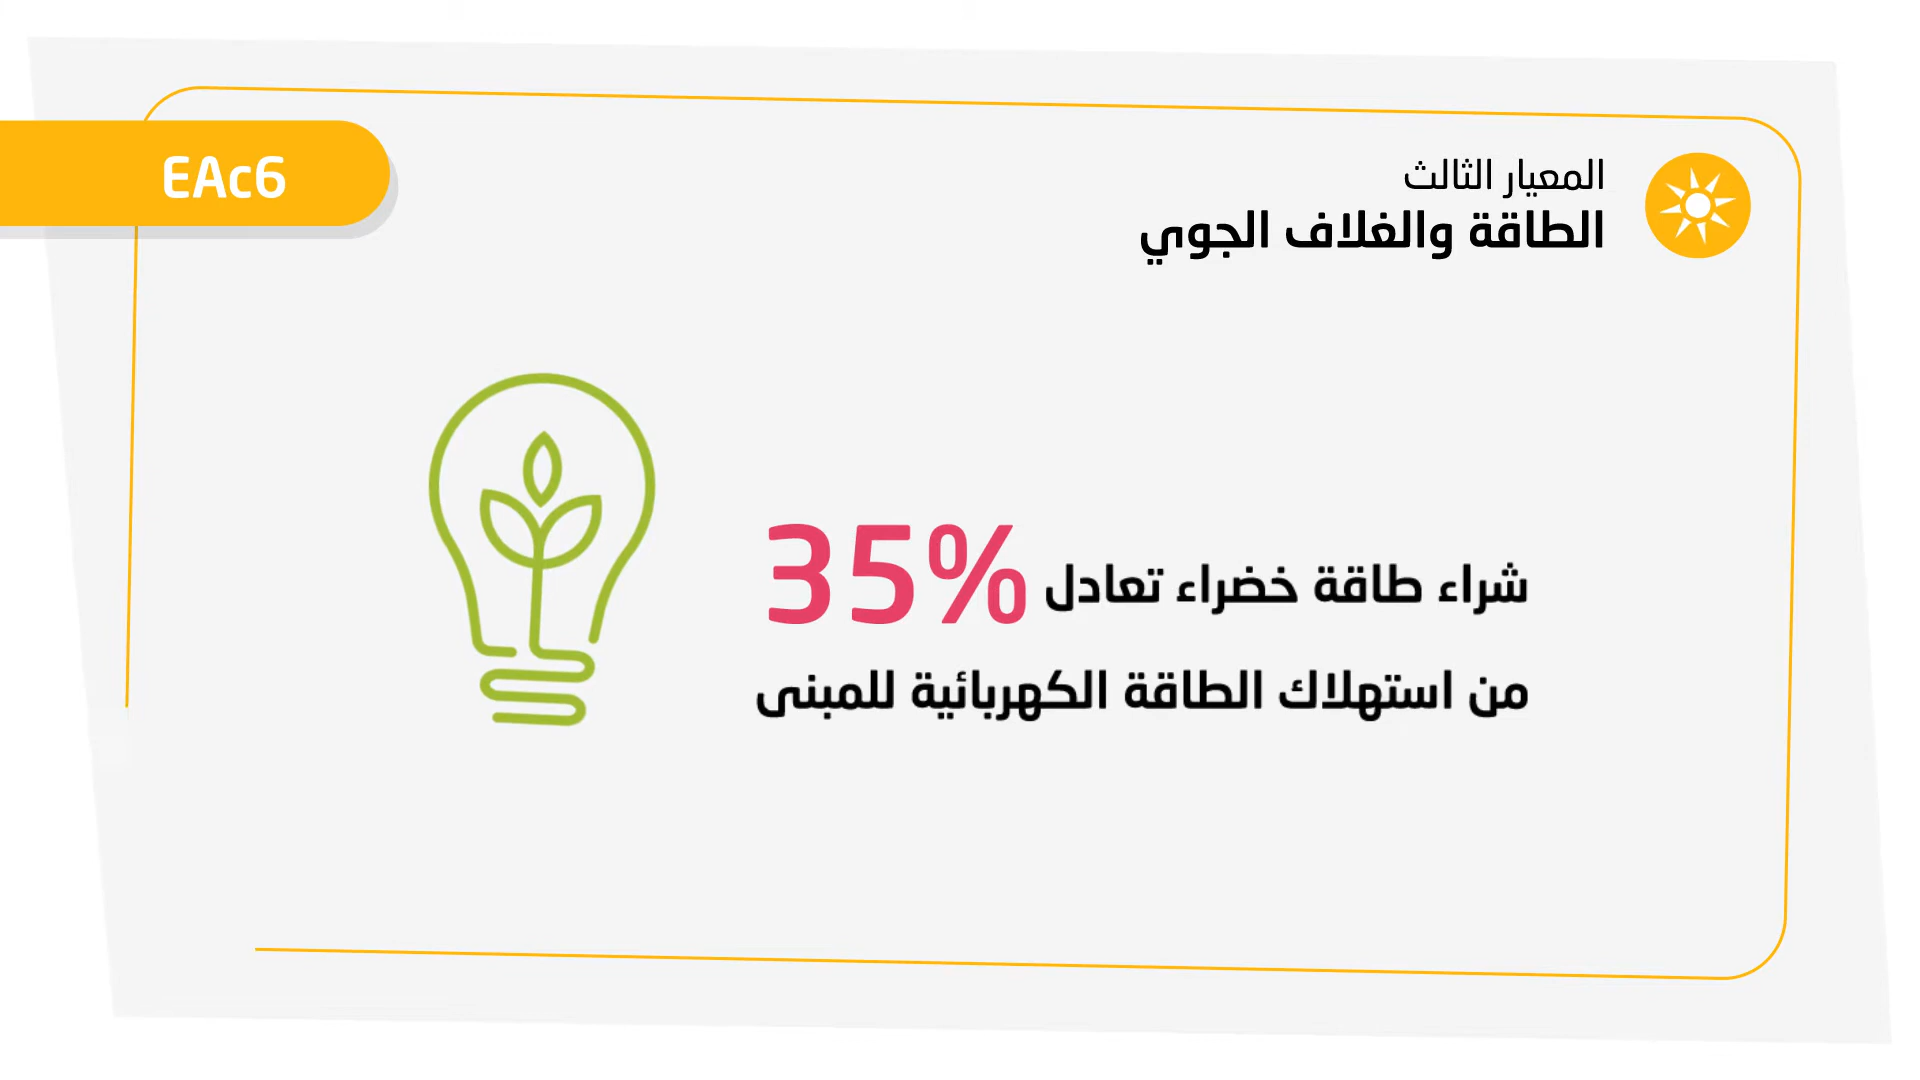 EAc6
المعيار الثالث
الطاقة والغلاف الجوي
شراء طاقة خضراء تعادل 35%
من استهلاك الطاقة الكهربائية للمبنى